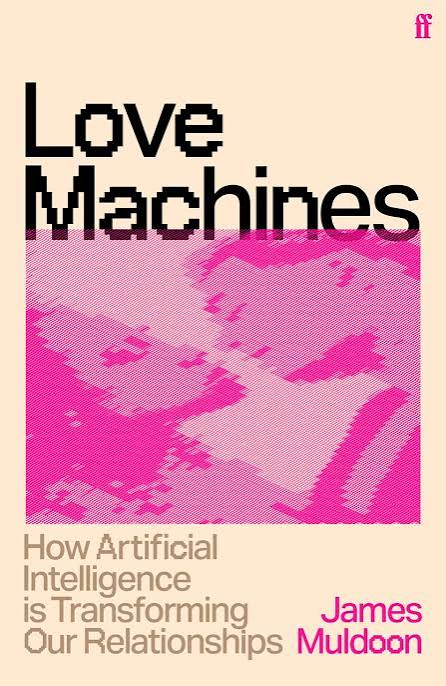 ff
Love
Machines
How Artificial
Intelligence
is Transforming
Our Relationships
James
Muldoon